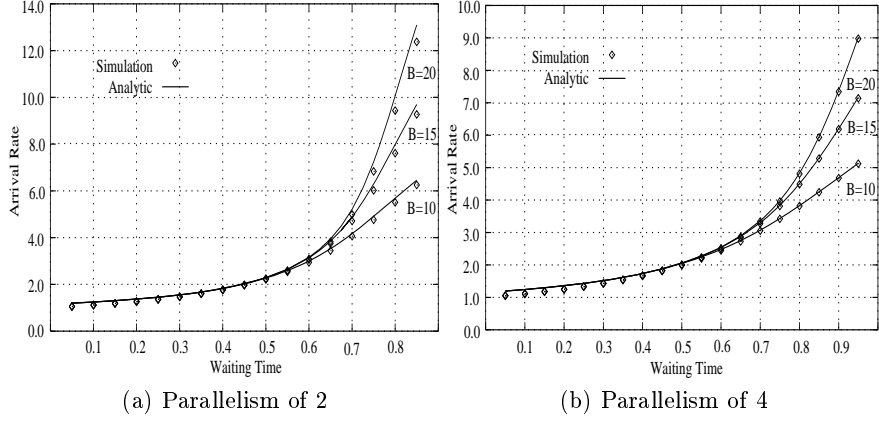 14.0
12.0
10.0
8.0
6.0
4.0
2.0
0.0
Arrival Rate
Simulation
Analytic
B=20
B=15
B=10
0.1 0.2 0.3 0.4 0.5 0.6 0.7 0.8
Waiting Time
(a) Parallelism of 2
10.0
9.0
8.0
7.0
6.0
5.0
4.0
3.0
2.0
1.0
0.0
Arrival Rate
Simulation
Analytic
B=20
B=15
B=10
0.1 0.2 0.3 0.4 0.5 0.6 0.7 0.8 0.9
Waiting Time
(b) Parallelism of 4